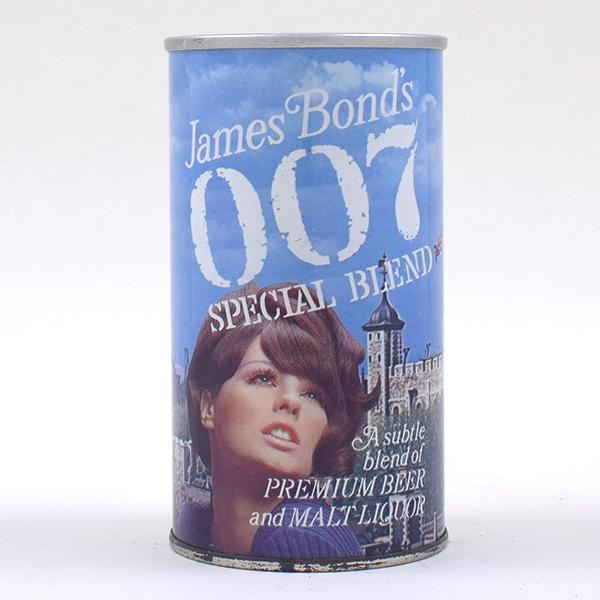 James Bond's
007
SPECIAL BLEND
A subtle
blend of
PREMIUM BEER
and MALT LIQUOR